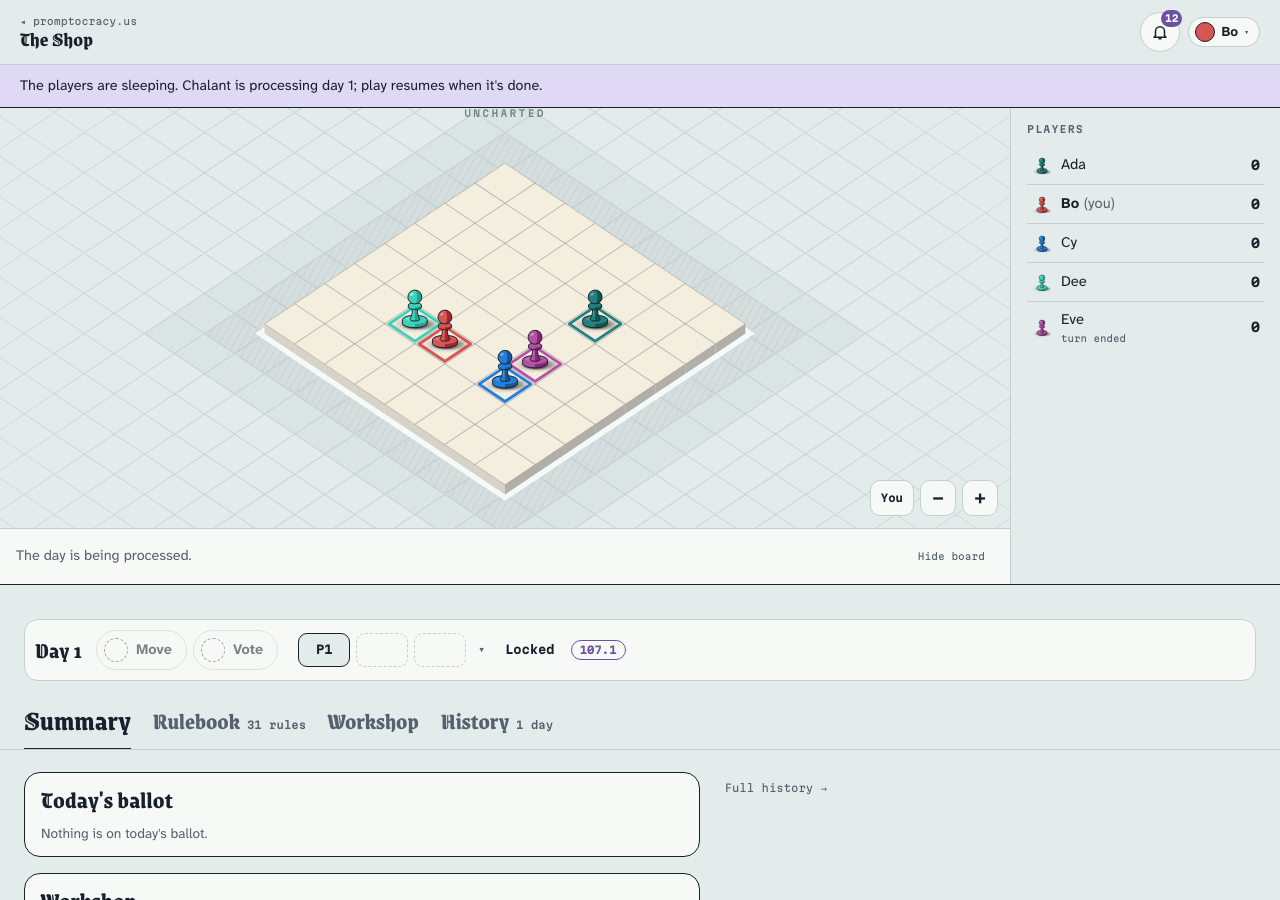 ◂ promptocracy.us
The Shop
12
Bo ▾
The players are sleeping. Chalant is processing day 1; play resumes when it's done.
UNCHARTED
PLAYERS
Ada 0
Bo (you) 0
Cy 0
Dee 0
Eve 0
turn ended
You − +
The day is being processed.
Hide board
Day 1 Move Vote P1 ▾ Locked 107.1
Summary Rulebook 31 rules Workshop History 1 day
Today's ballot
Full history →
Nothing is on today's ballot.
Workshop